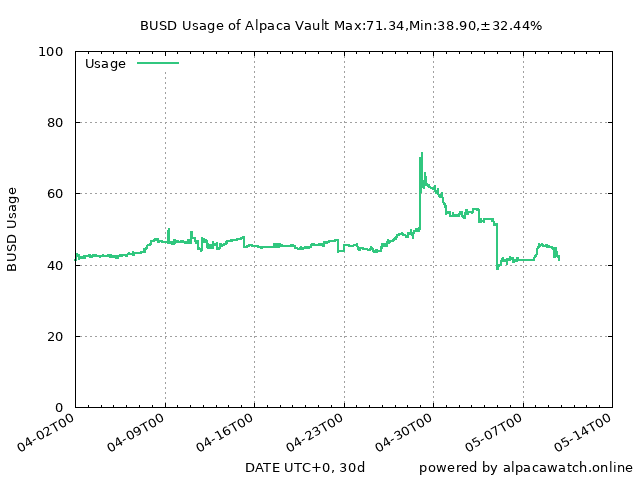 BUSD Usage of Alpaca Vault Max:71.34,Min:38.90,±32.44%
Usage
100
80
60
40
20
0
BUSD Usage
04-02T00
04-09T00
04-16T00
04-23T00
04-30T00
05-07T00
05-14T00
DATE UTC+0, 30d
powered by alpacawatch.online